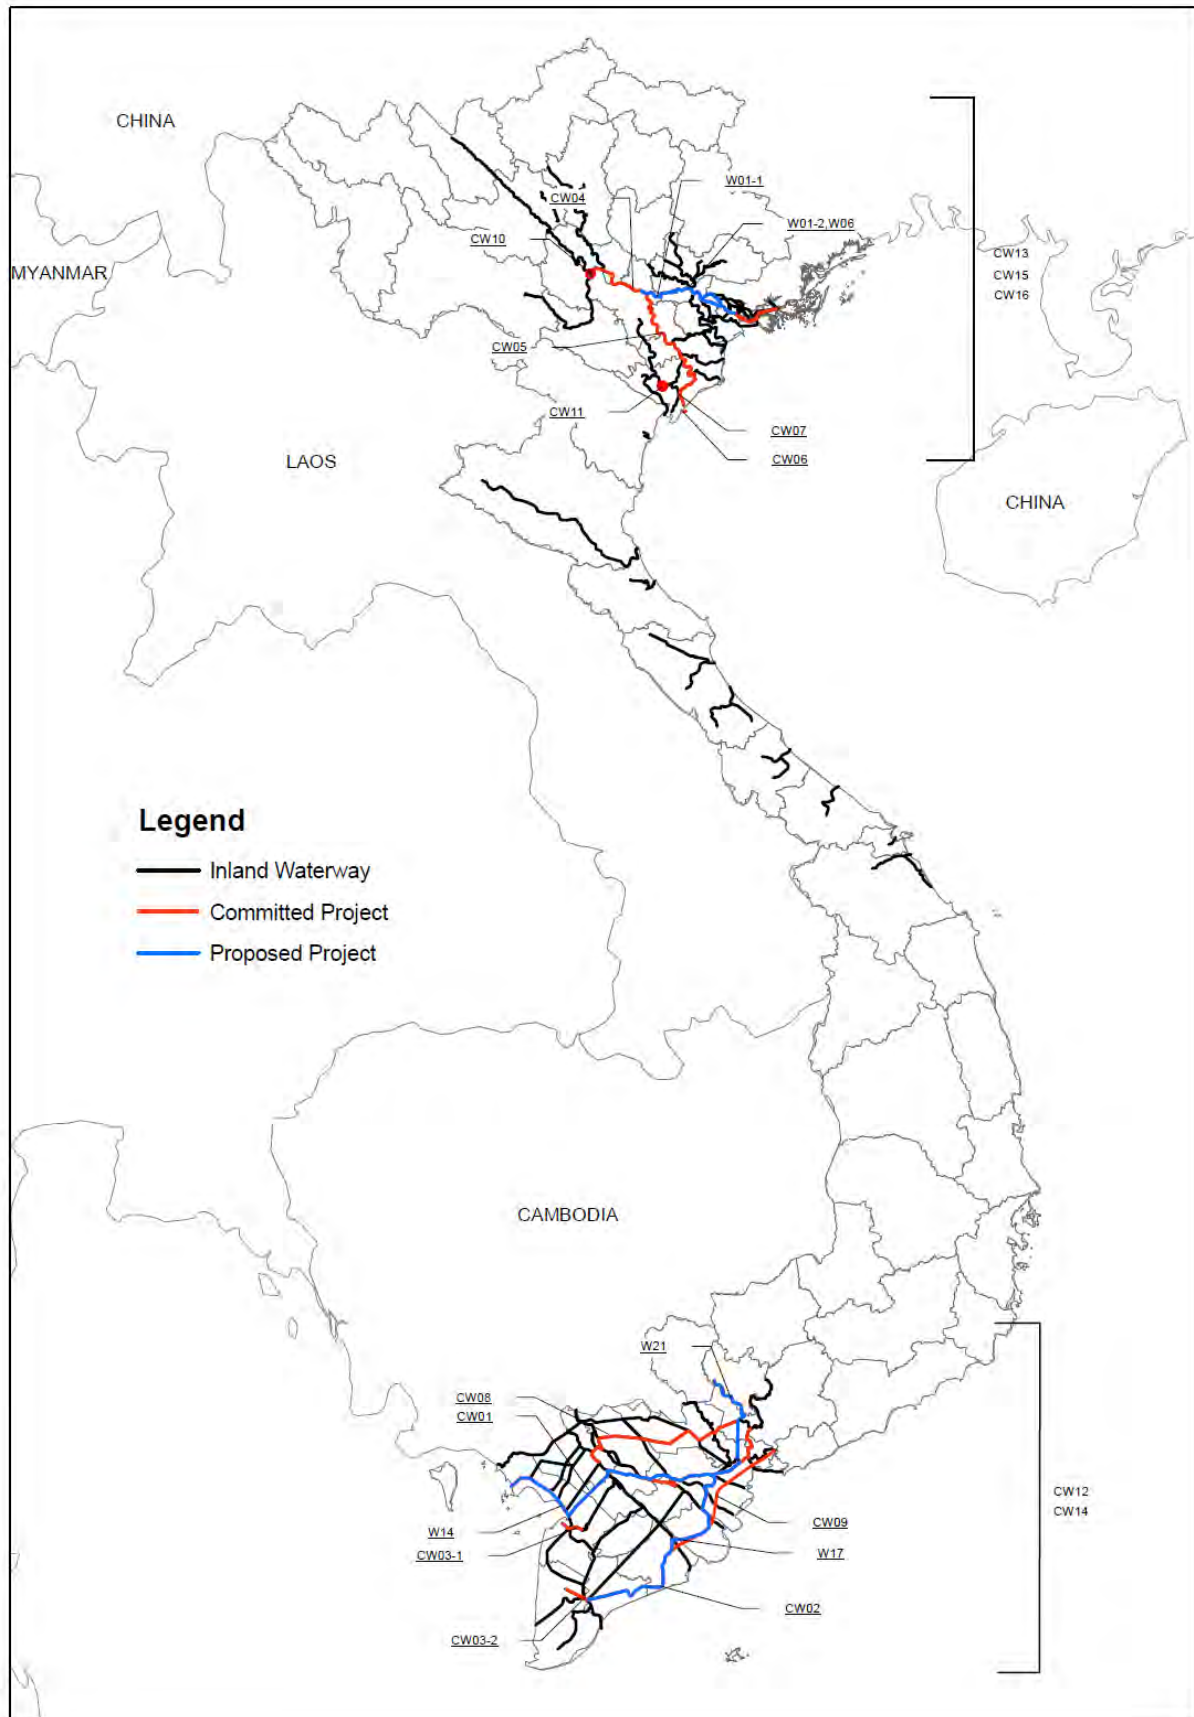 CHINA
W01-1
CW04
W01-2,W06
CW10
CW13
MYANMAR
CW15
CW16
CW05
CW11
CW07
CW06
LAOS
CHINA
Legend
Inland Waterway
Committed Project
Proposed Project
CAMBODIA
W21
CW08
CW01
CW12
CW14
CW09
W14
W17
CW03-1
CW02
CW03-2